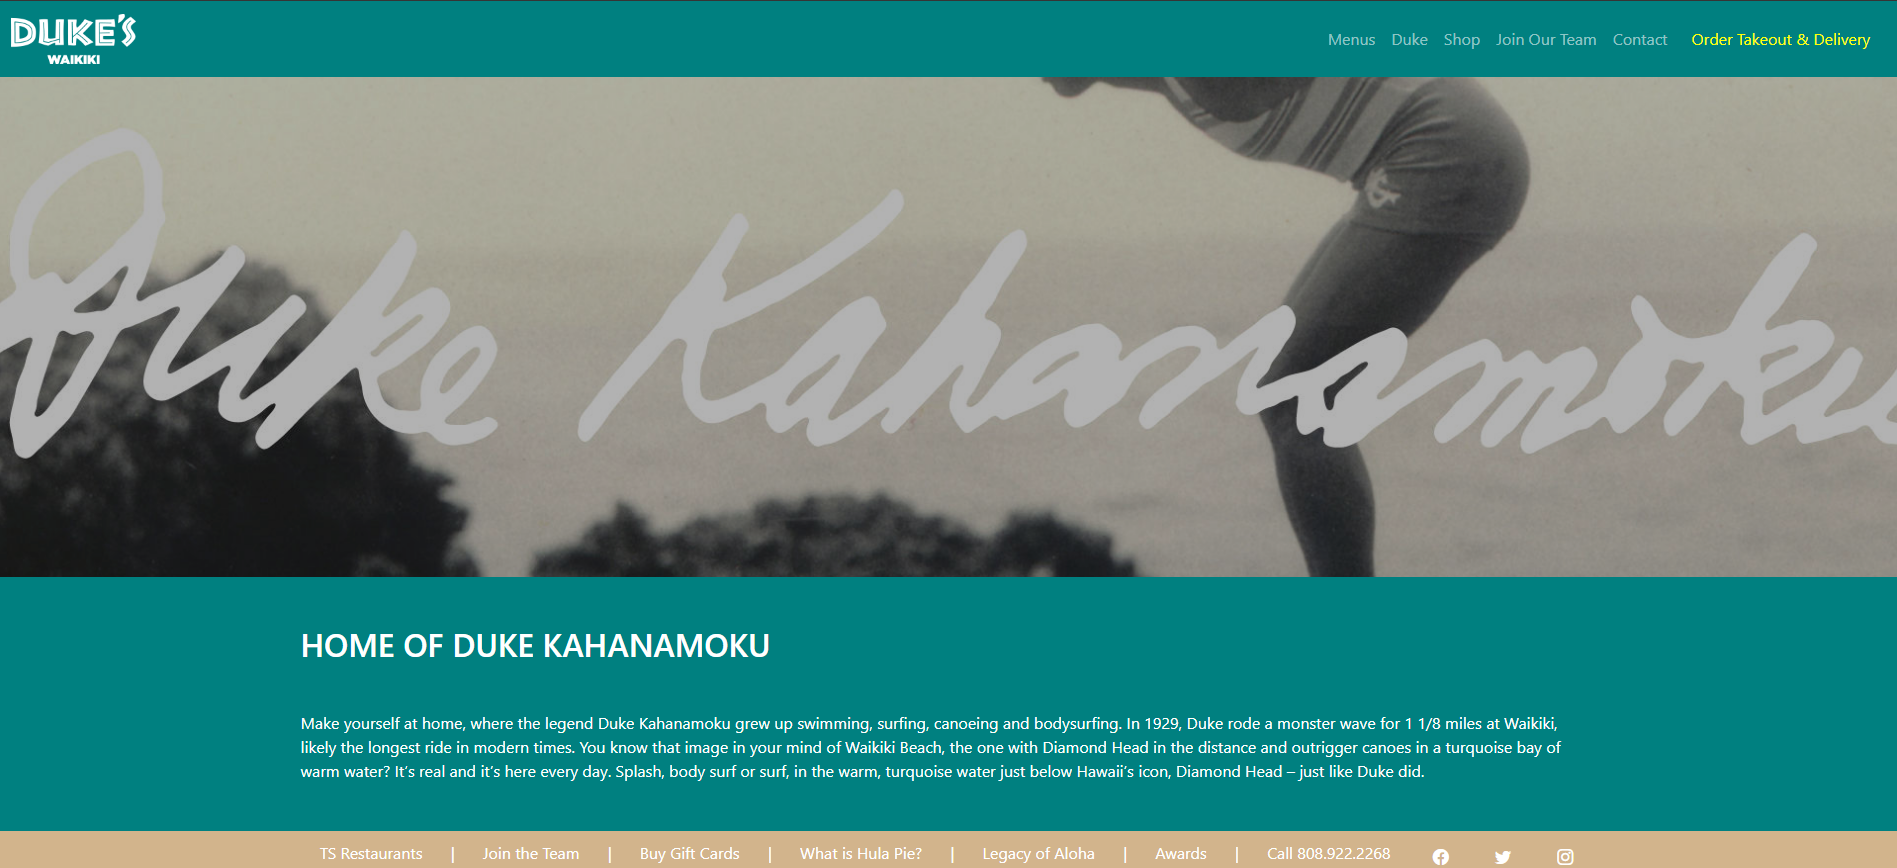 DUKE'S
WAIKIKI
Menus Duke Shop Join Our Team Contact Order Takeout & Delivery
Duke Kahanamoku
HOME OF DUKE KAHANAMOKU
Make yourself at home, where the legend Duke Kahanamoku grew up swimming, surfing, canoeing and bodysurfing. In 1929, Duke rode a monster wave for 1 1/8 miles at Waikiki,
likely the longest ride in modern times. You know that image in your mind of Waikiki Beach, the one with Diamond Head in the distance and outrigger canoes in a turquoise bay of
warm water? It’s real and it’s here every day. Splash, body surf or surf, in the warm, turquoise water just below Hawaii’s icon, Diamond Head – just like Duke did.
TS Restaurants | Join the Team | Buy Gift Cards | What is Hula Pie? | Legacy of Aloha | Awards | Call 808.922.2268